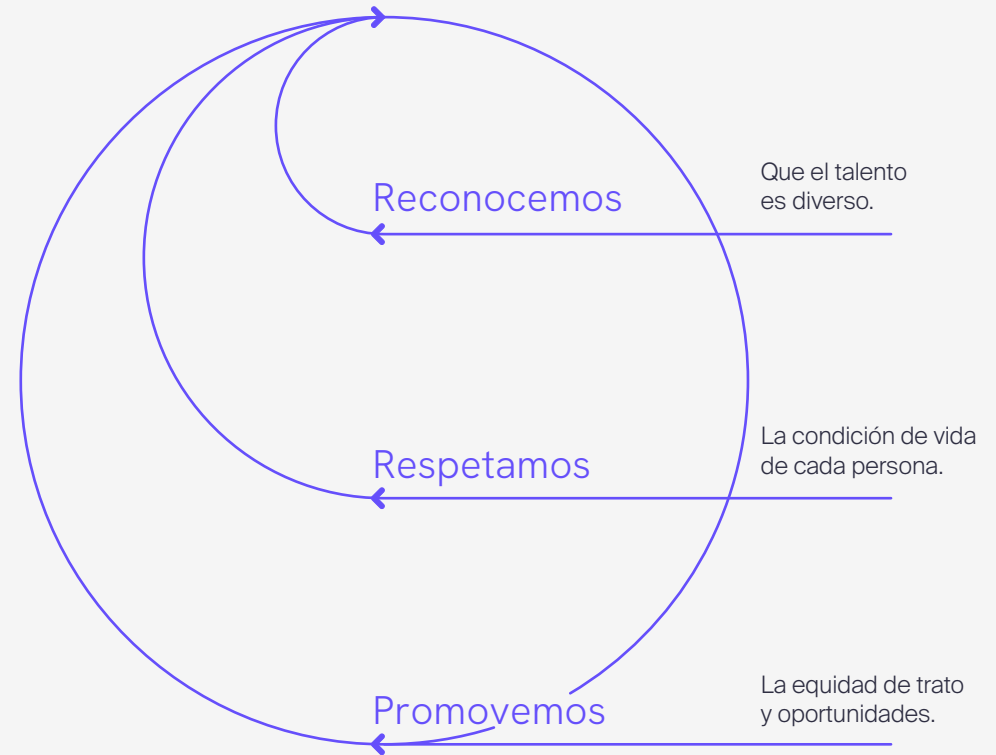 Reconocemos
Que el talento
es diverso.
Respetamos
La condición de vida
de cada persona.
Promovemos
La equidad de trato
y oportunidades.